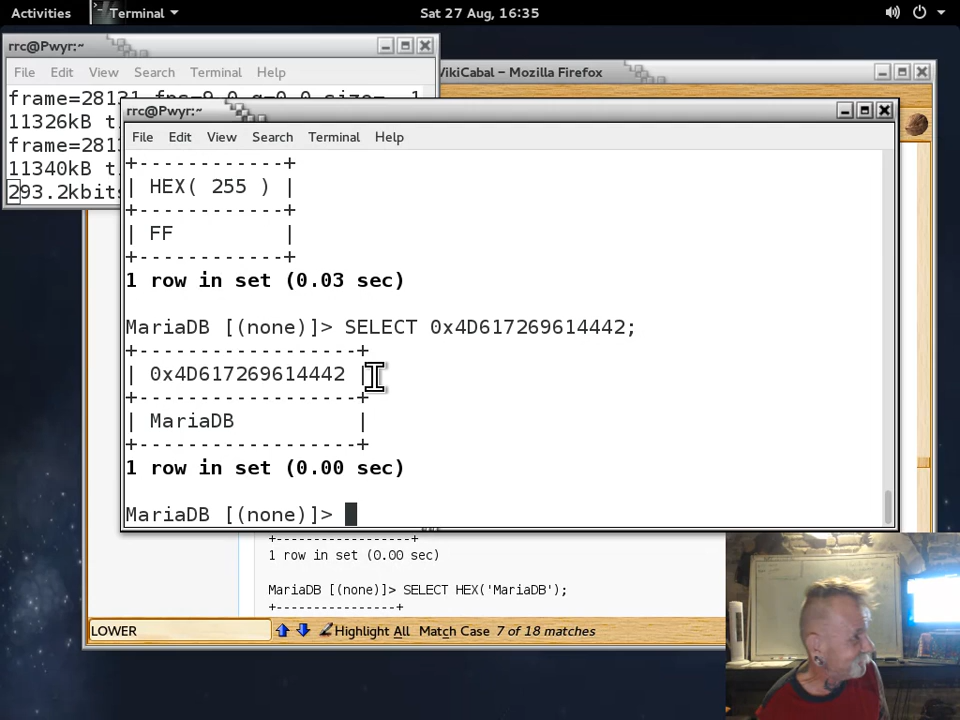 Activities
Terminal
Sat 27 Aug, 16:35
rrc@Pwyr:~
File Edit View Search Terminal Help
11326kB
11340kB
293.2kbits
VikiCabal – Mozilla Firefox
rrc@Pwyr:~
File Edit View Search Terminal Help
+------------+
| HEX( 255 ) |
+------------+
| FF         |
+------------+
1 row in set (0.03 sec)
MariaDB [(none)]> SELECT 0x4D617269614442;
+------------------+
| 0x4D617269614442 |
+------------------+
| MariaDB          |
+------------------+
1 row in set (0.00 sec)
MariaDB [(none)]>
+------------------+
1 row in set (0.00 sec)
MariaDB [(none)]> SELECT HEX('MariaDB');
+----------------+
LOWER
Highlight All Match Case 7 of 18 matches